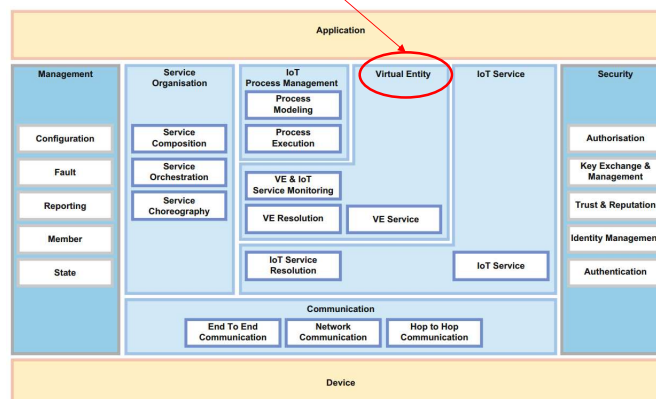 Application
Management
Configuration
Fault
Reporting
Member
State
Service
Organisation
Service
Composition
Service
Orchestration
Service
Choreography
IoT
Process Management
Process
Modeling
Process
Execution
Virtual Entity
VE & IoT
Service Monitoring
VE Resolution
VE Service
IoT Service
IoT Service
Resolution
IoT Service
Security
Authorisation
Key Exchange &
Management
Trust & Reputation
Identity Management
Authentication
Communication
End To End
Communication
Network
Communication
Hop to Hop
Communication
Device